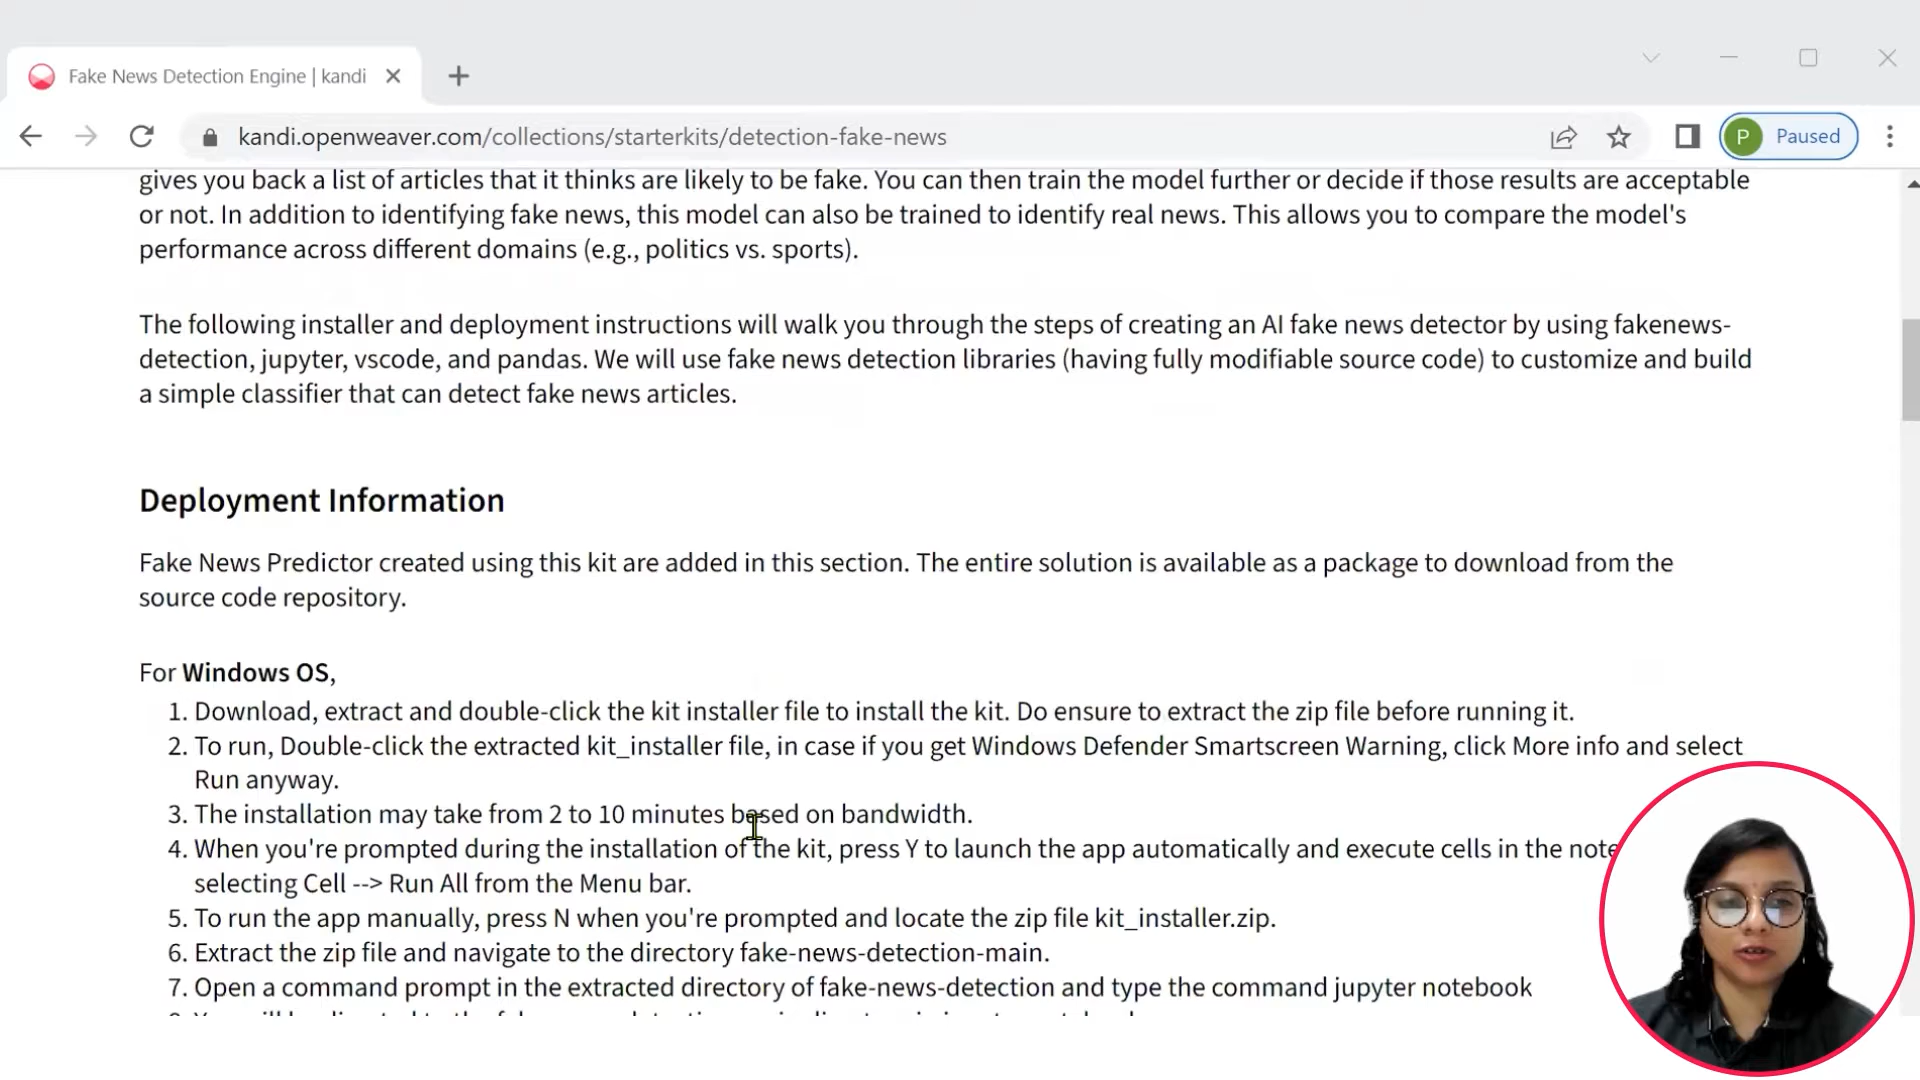 Fake News Detection Engine | kandi
kandi.openweaver.com/collections/starterkits/detection-fake-news
P Paused
gives you back a list of articles that it thinks are likely to be fake. You can then train the model further or decide if those results are acceptable
or not. In addition to identifying fake news, this model can also be trained to identify real news. This allows you to compare the model's
performance across different domains (e.g., politics vs. sports).
The following installer and deployment instructions will walk you through the steps of creating an AI fake news detector by using fakenews-
detection, jupyter, vscode, and pandas. We will use fake news detection libraries (having fully modifiable source code) to customize and build
a simple classifier that can detect fake news articles.
Deployment Information
Fake News Predictor created using this kit are added in this section. The entire solution is available as a package to download from the
source code repository.
For Windows OS,
1. Download, extract and double-click the kit installer file to install the kit. Do ensure to extract the zip file before running it.
2. To run, Double-click the extracted kit_installer file, in case if you get Windows Defender Smartscreen Warning, click More info and select
Run anyway.
3. The installation may take from 2 to 10 minutes based on bandwidth.
4. When you're prompted during the installation of the kit, press Y to launch the app automatically and execute cells in the note
selecting Cell --> Run All from the Menu bar.
5. To run the app manually, press N when you're prompted and locate the zip file kit_installer.zip.
6. Extract the zip file and navigate to the directory fake-news-detection-main.
7. Open a command prompt in the extracted directory of fake-news-detection and type the command jupyter notebook